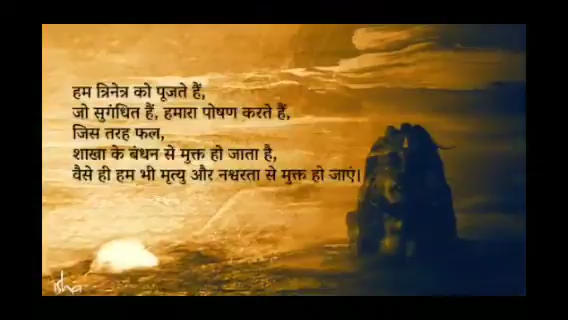 हम त्रिनेत्र को पूजते हैं,
जो सुगंधित हैं, हमारा पोषण करते हैं,
जिस तरह फल,
शाखा के बंधन से मुक्त हो जाता है,
वैसे ही हम भी मृत्यु और नश्वरता से मुक्त हो जाएं।
isha